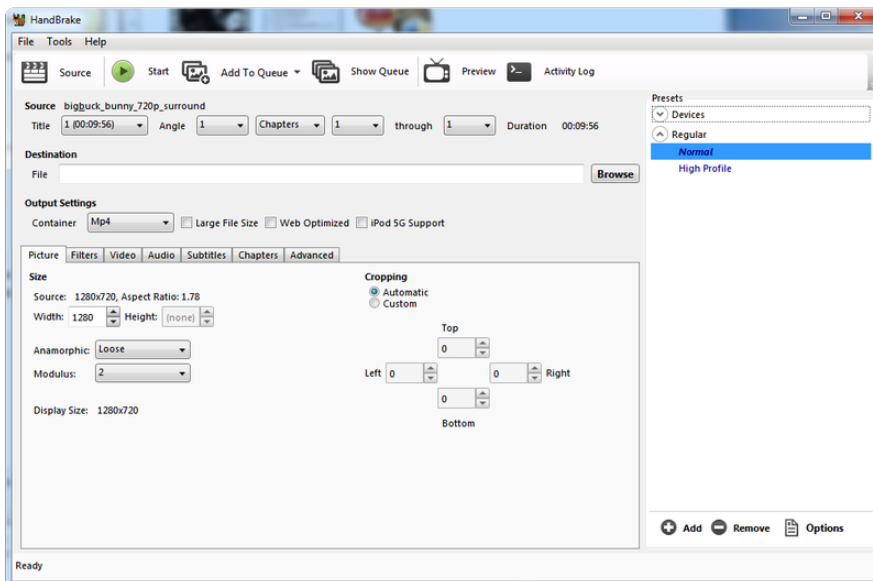 HandBrake
File Tools Help
Source Start Add To Queue Show Queue Preview Activity Log
Source bigbuck_bunny_720p_surround
Title 1 (00:09:56) Angle 1 Chapters 1 through 1 Duration 00:09:56
Destination
File Browse
Output Settings
Container Mp4 Large File Size Web Optimized iPod 5G Support
Picture Filters Video Audio Subtitles Chapters Advanced
Size
Source: 1280x720, Aspect Ratio: 1.78
Width: 1280 Height: (none)
Anamorphic: Loose
Modulus: 2
Display Size: 1280x720
Cropping
Automatic
Custom
Top
0
Left 0 0 Right
0
Bottom
Presets
Devices
Regular
Normal
High Profile
Add Remove Options
Ready